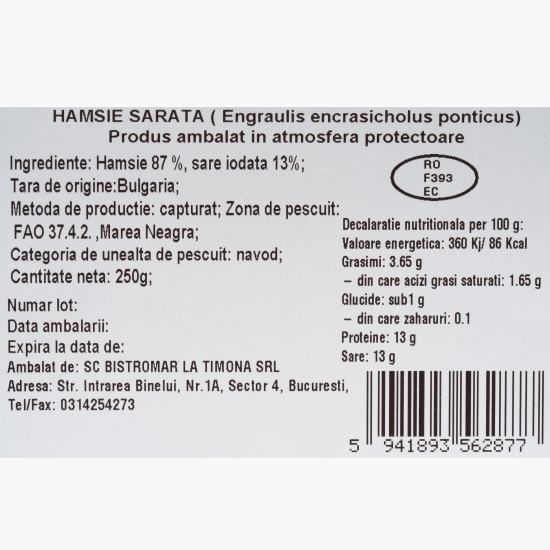 HAMSIE SARATA ( Engraulis encrasicholus ponticus)
Produs ambalat in atmosfera protectoare
Ingrediente: Hamsie 87 %, sare iodata 13%;
Tara de origine:Bulgaria;
Metoda de productie: capturat; Zona de pescuit:
FAO 37.4.2. ,Marea Neagra;
Categoria de unealta de pescuit: navod;
Cantitate neta: 250g;
Numar lot:
Data ambalarii:
Expira la data de:
Ambalat de: SC BISTROMAR LA TIMONA SRL
Adresa: Str. Intrarea Binelui, Nr.1A, Sector 4, Bucuresti,
Tel/Fax: 0314254273
RO
F393
EC
Decalaratie nutritionala per 100 g:
Valoare energetica: 360 Kj/ 86 Kcal
Grasimi: 3.65 g
– din care acizi grasi saturati: 1.65 g
Glucide: sub1 g
– din care zaharuri: 0.1
Proteine: 13 g
Sare: 13 g
5 941893 562877